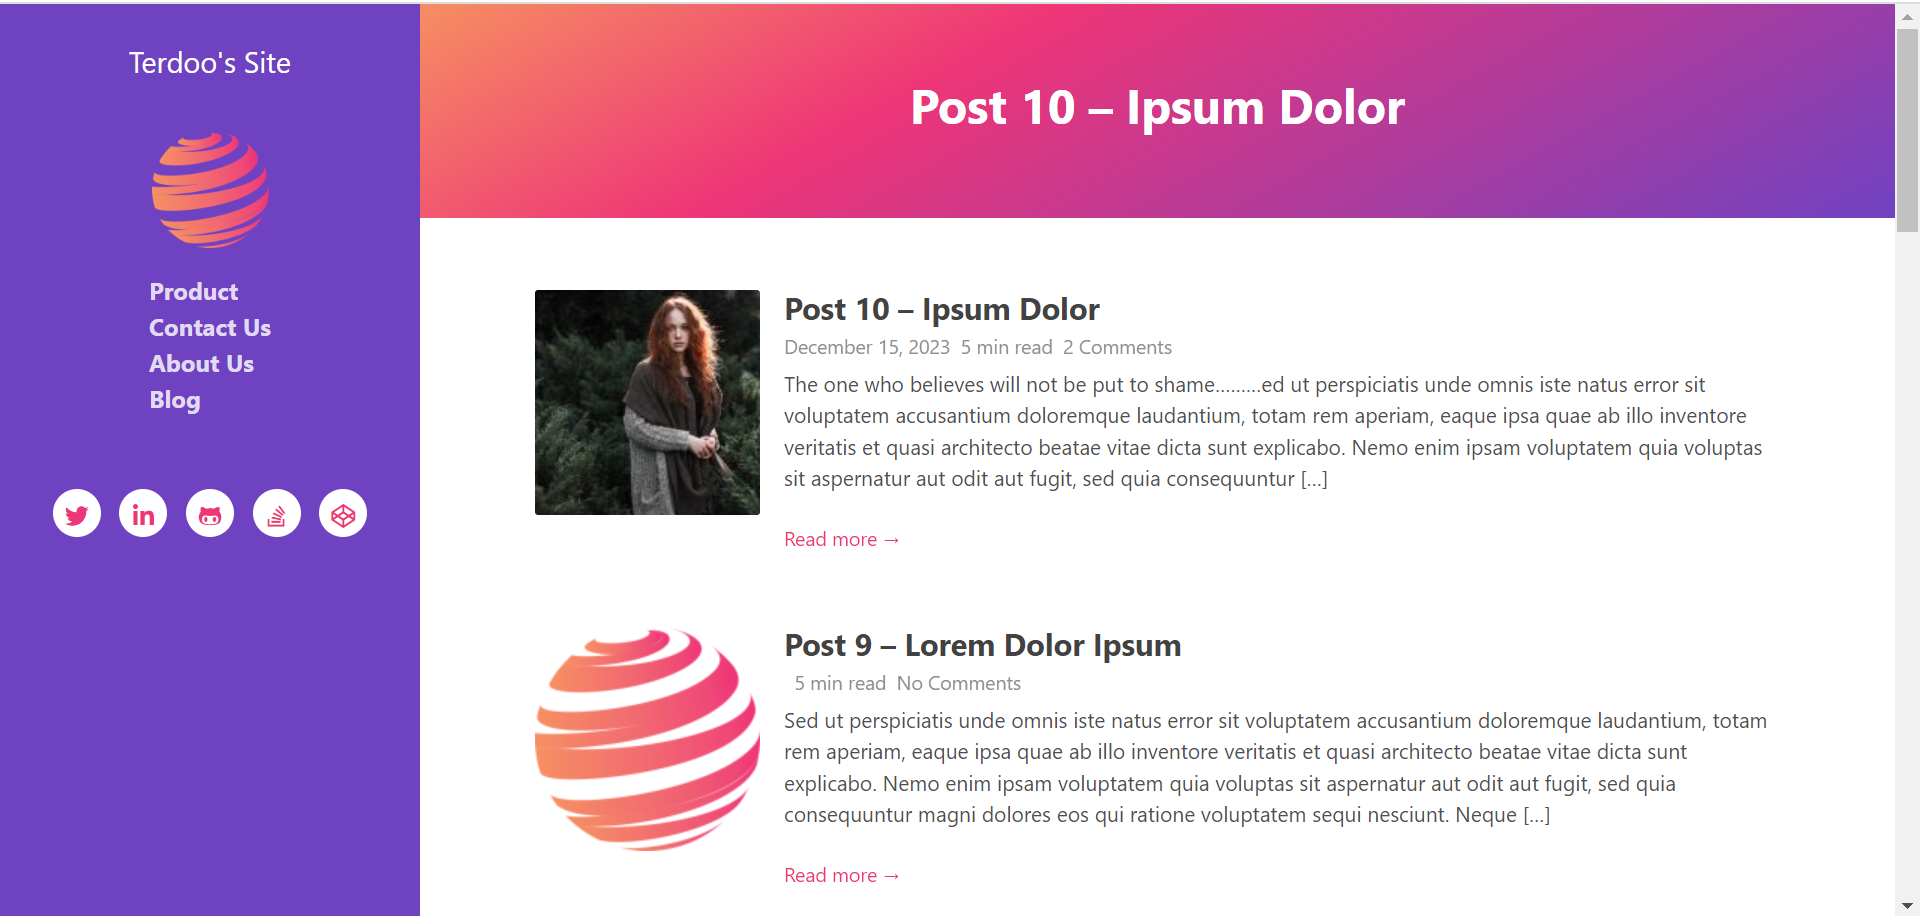 Terdoo's Site
Product
Contact Us
About Us
Blog
Post 10 – Ipsum Dolor
Post 10 – Ipsum Dolor
December 15, 2023 5 min read 2 Comments
The one who believes will not be put to shame.........ed ut perspiciatis unde omnis iste natus error sit
voluptatem accusantium doloremque laudantium, totam rem aperiam, eaque ipsa quae ab illo inventore
veritatis et quasi architecto beatae vitae dicta sunt explicabo. Nemo enim ipsam voluptatem quia voluptas
sit aspernatur aut odit aut fugit, sed quia consequuntur [...]
Read more →
Post 9 – Lorem Dolor Ipsum
5 min read No Comments
Sed ut perspiciatis unde omnis iste natus error sit voluptatem accusantium doloremque laudantium, totam
rem aperiam, eaque ipsa quae ab illo inventore veritatis et quasi architecto beatae vitae dicta sunt
explicabo. Nemo enim ipsam voluptatem quia voluptas sit aspernatur aut odit aut fugit, sed quia
consequuntur magni dolores eos qui ratione voluptatem sequi nesciunt. Neque [...]
Read more →